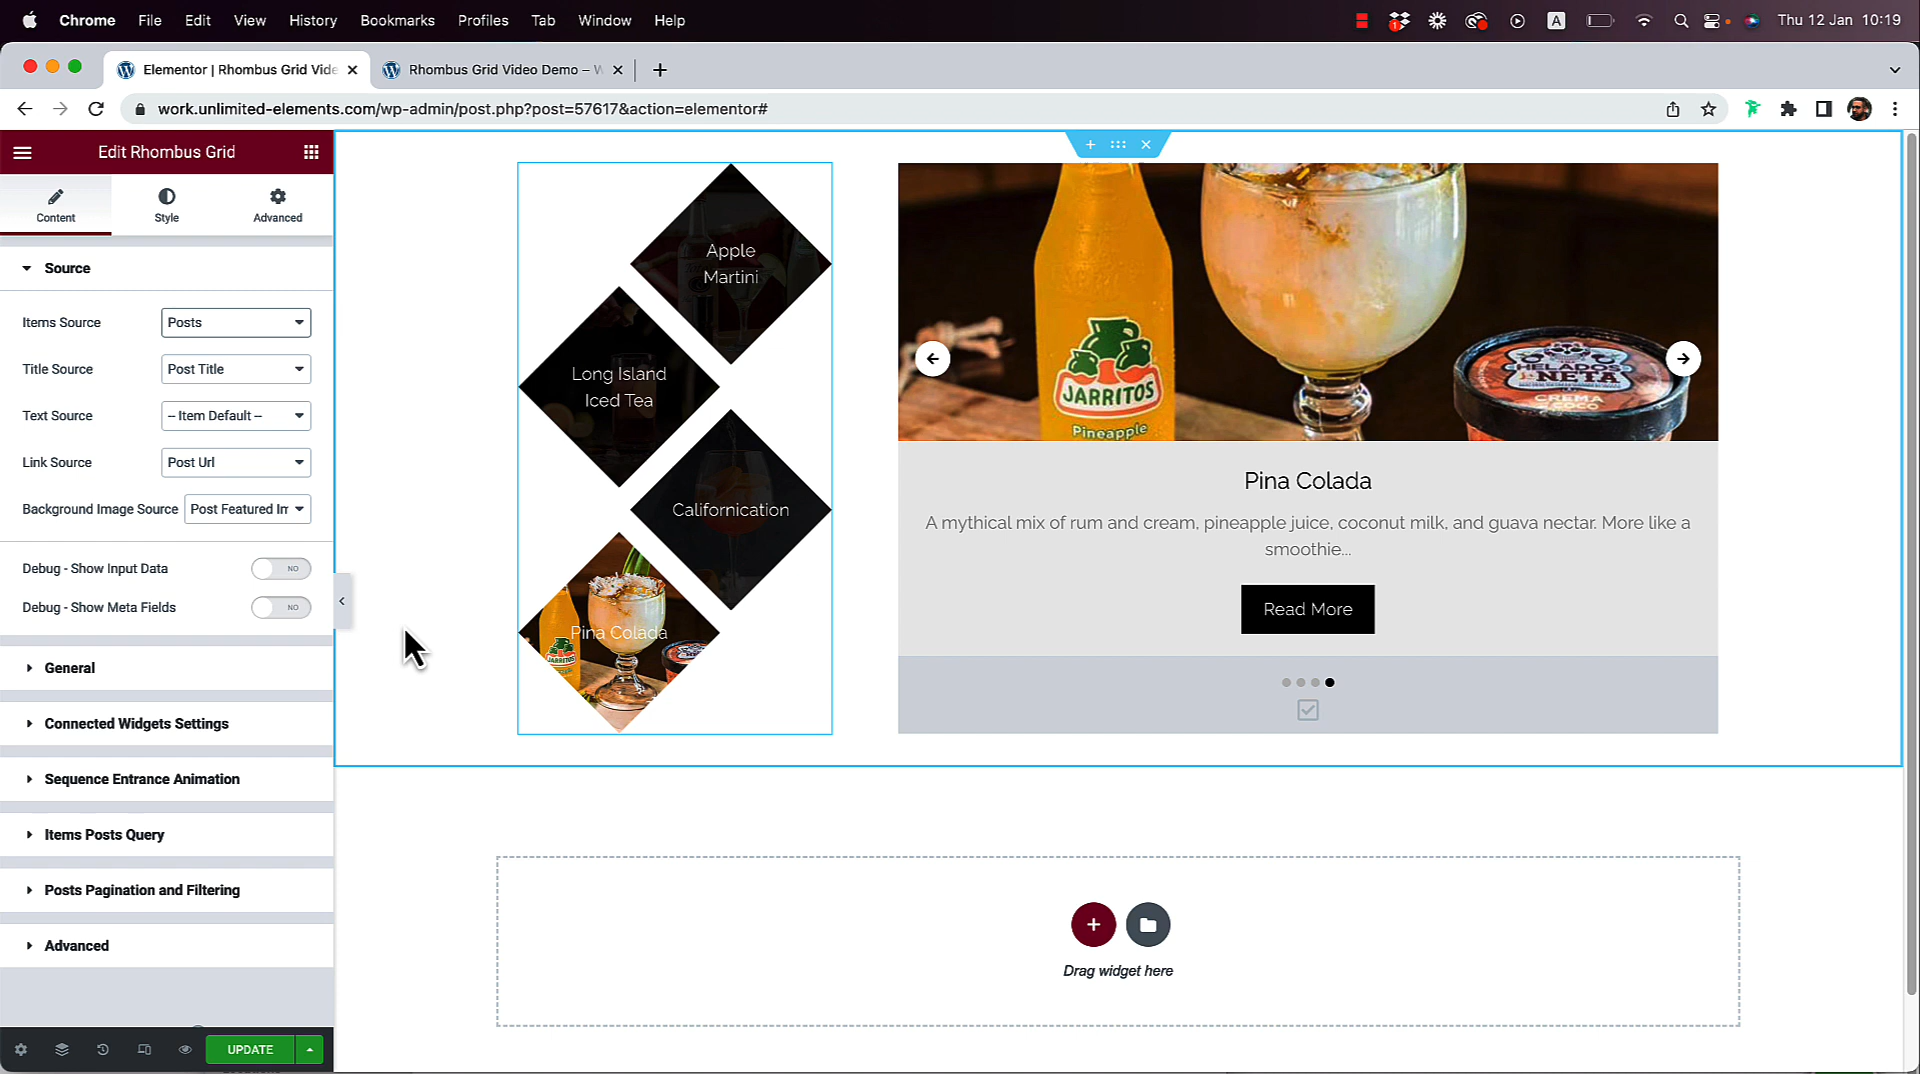 Chrome File Edit View History Bookmarks Profiles Tab Window Help
1
A
Thu 12 Jan 10:19
Elementor | Rhombus Grid Vide
Rhombus Grid Video Demo – W
work.unlimited-elements.com/wp-admin/post.php?post=57617&action=elementor#
Edit Rhombus Grid
Content Style Advanced
Source
Items Source Posts
Title Source Post Title
Text Source -- Item Default --
Link Source Post Url
Background Image Source Post Featured Im
Debug - Show Input Data NO
Debug - Show Meta Fields NO
General
Connected Widgets Settings
Sequence Entrance Animation
Items Posts Query
Posts Pagination and Filtering
Advanced
UPDATE
Apple
Martini
Long Island
Iced Tea
Californication
Pina Colada
JARRITOS
JARRITOS
Pineapple
HELADOS
NETA
CREMA
COCO
Pina Colada
A mythical mix of rum and cream, pineapple juice, coconut milk, and guava nectar. More like a
smoothie...
Read More
Drag widget here